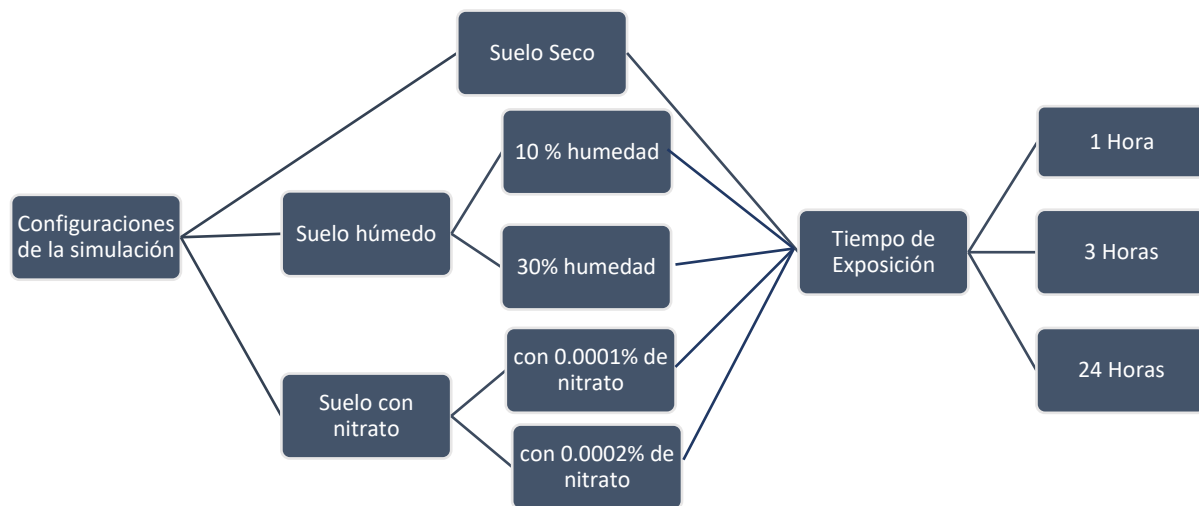 Suelo Seco
10 % humedad
1 Hora
Configuraciones
de la simulación
Suelo húmedo
Tiempo de
Exposición
3 Horas
30% humedad
con 0.0001% de
nitrato
24 Horas
Suelo con
nitrato
con 0.0002% de
nitrato